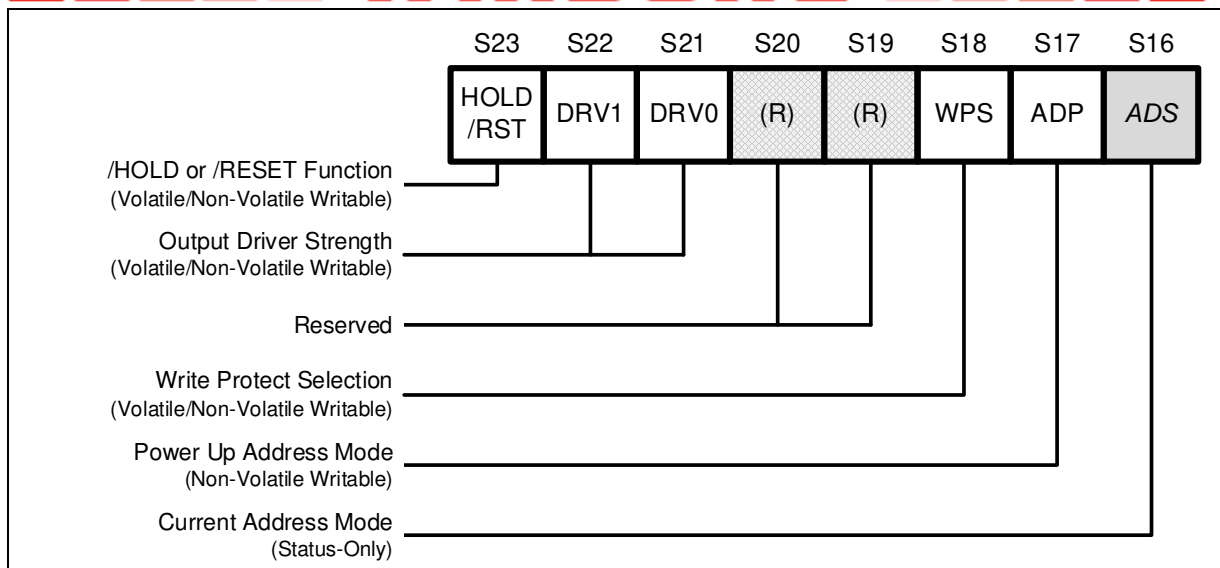 S23 S22 S21 S20 S19 S18 S17 S16
HOLD
/RST DRV1 DRV0 (R) (R) WPS ADP ADS
/HOLD or /RESET Function
(Volatile/Non-Volatile Writable)
Output Driver Strength
(Volatile/Non-Volatile Writable)
Reserved
Write Protect Selection
(Volatile/Non-Volatile Writable)
Power Up Address Mode
(Non-Volatile Writable)
Current Address Mode
(Status-Only)